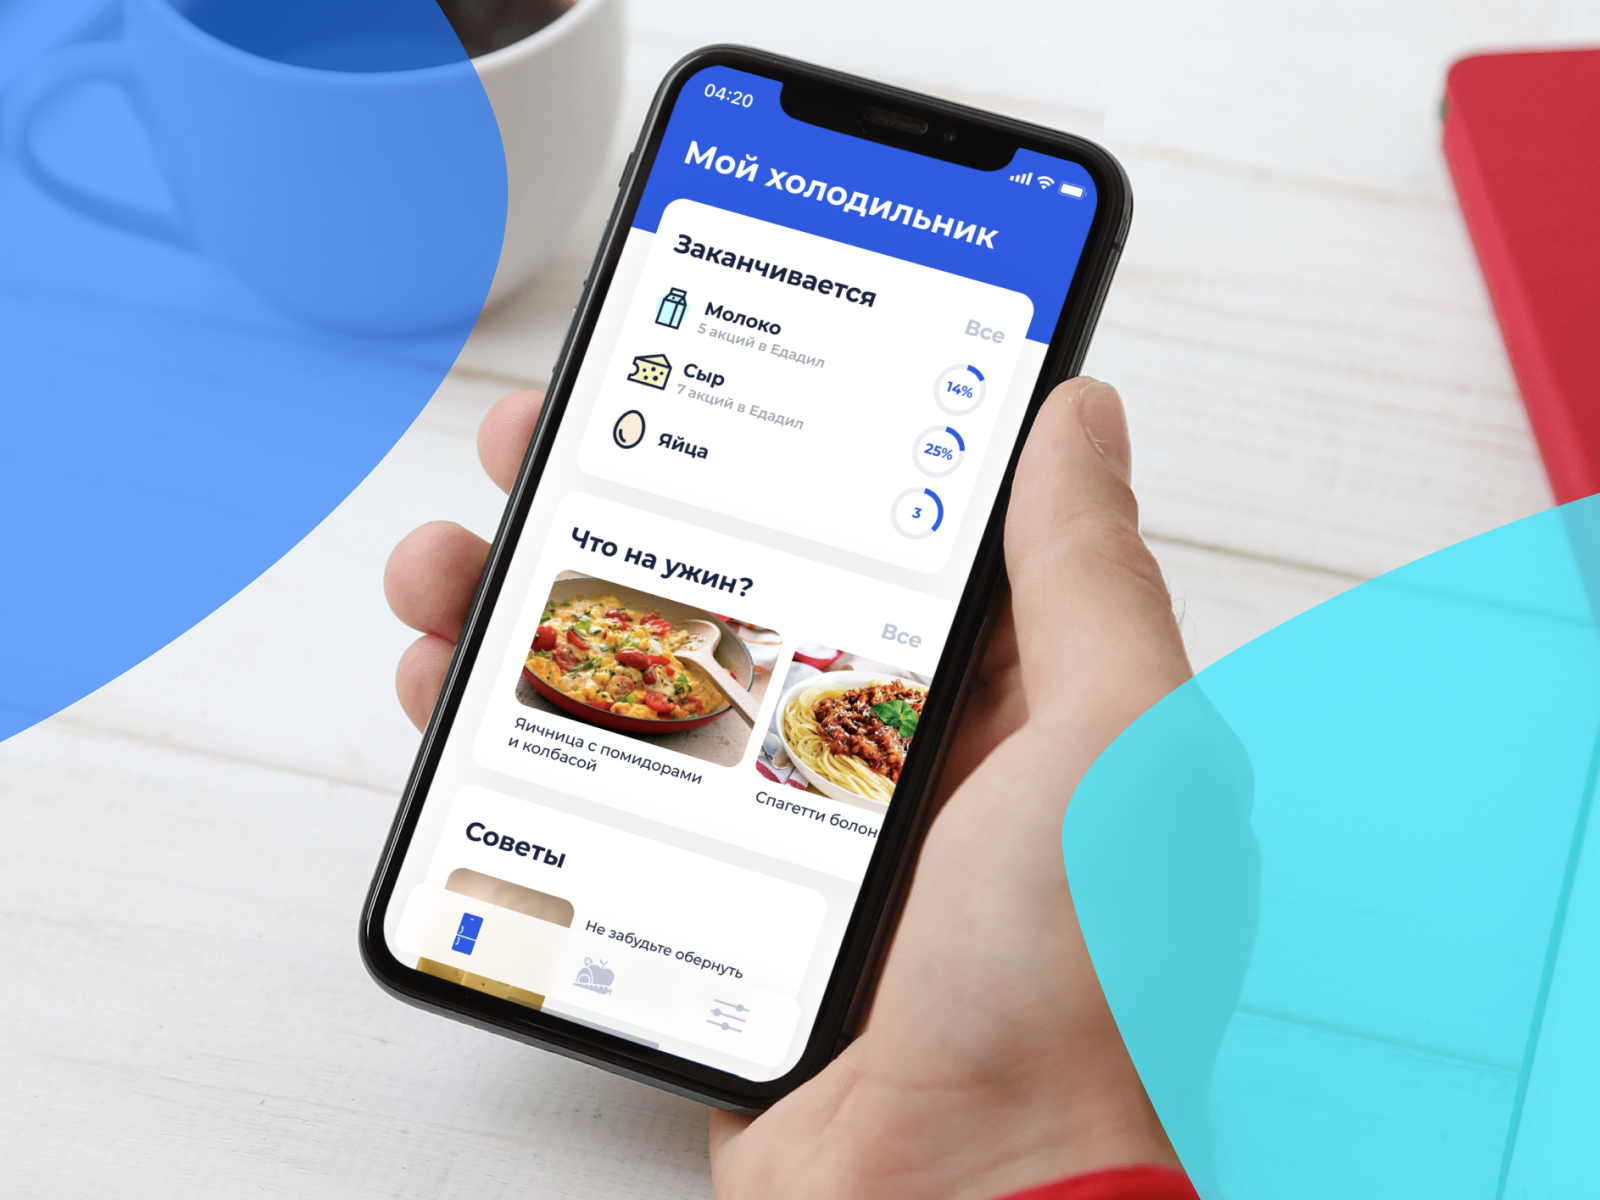 04:20
Мой холодильник
Заканчивается
Все
Молоко
5 акций в Едадил
14%
Сыр
7 акций в Едадил
25%
Яйца
3
Что на ужин?
Все
Яичница с помидорами
и колбасой
Спагетти болон
Советы
Не забудьте обернуть